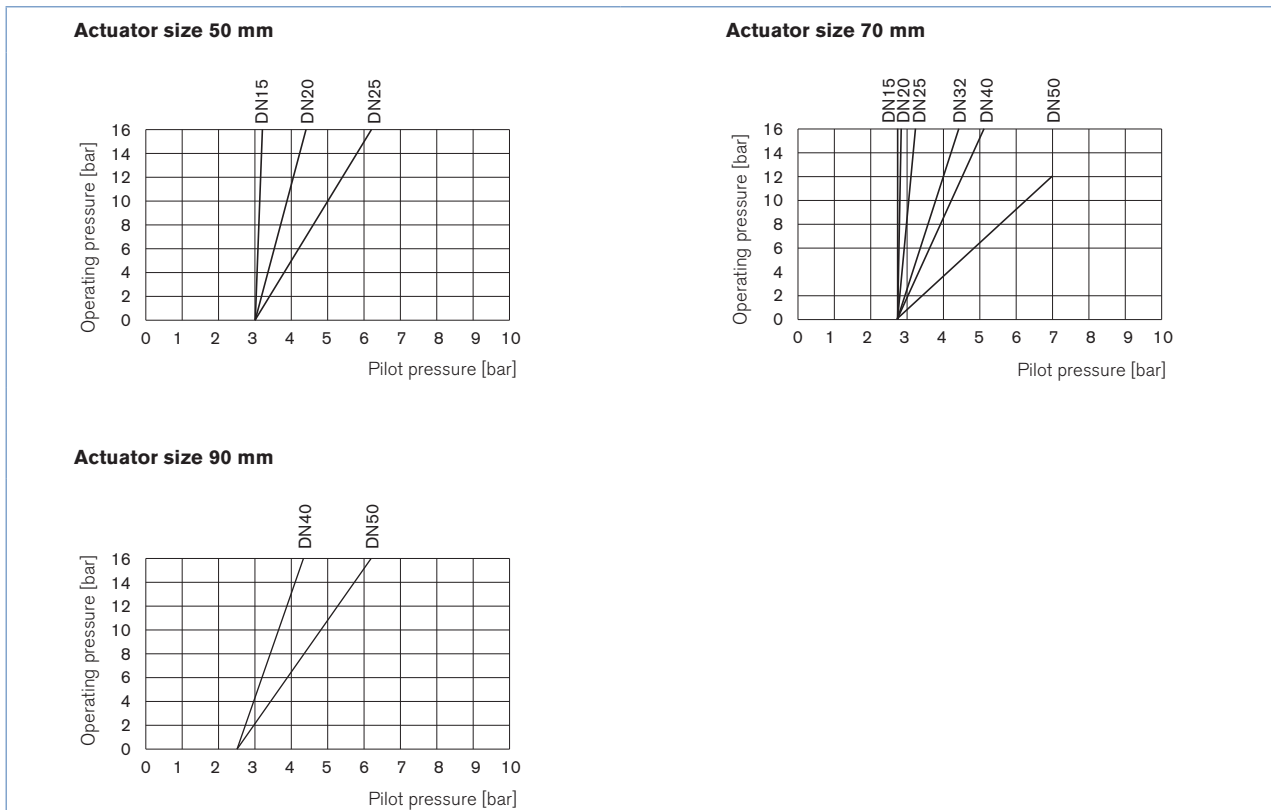 Actuator size 50 mm
DN15 DN20 DN25
Operating pressure [bar]
16
14
12
10
8
6
4
2
0
0 1 2 3 4 5 6 7 8 9 10
Pilot pressure [bar]
Actuator size 70 mm
DN15 DN20 DN25 DN32 DN40 DN50
Operating pressure [bar]
16
14
12
10
8
6
4
2
0
0 1 2 3 4 5 6 7 8 9 10
Pilot pressure [bar]
Actuator size 90 mm
DN40 DN50
Operating pressure [bar]
16
14
12
10
8
6
4
2
0
0 1 2 3 4 5 6 7 8 9 10
Pilot pressure [bar]